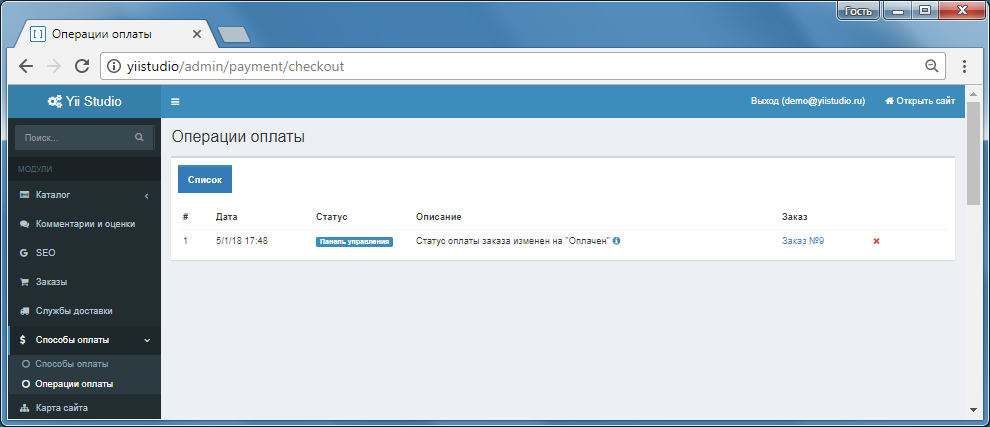 Гость
Операции оплаты
yiistudio/admin/payment/checkout
Yii Studio
Выход (demo@yiistudio.ru) Открыть сайт
Поиск...
МОДУЛИ
Каталог
Комментарии и оценки
SEO
Заказы
Службы доставки
Способы оплаты
Способы оплаты
Операции оплаты
Карта сайта
Операции оплаты
Список
# Дата Статус Описание Заказ
1 5/1/18 17:48 Панель управления Статус оплаты заказа изменен на "Оплачен" Заказ №9